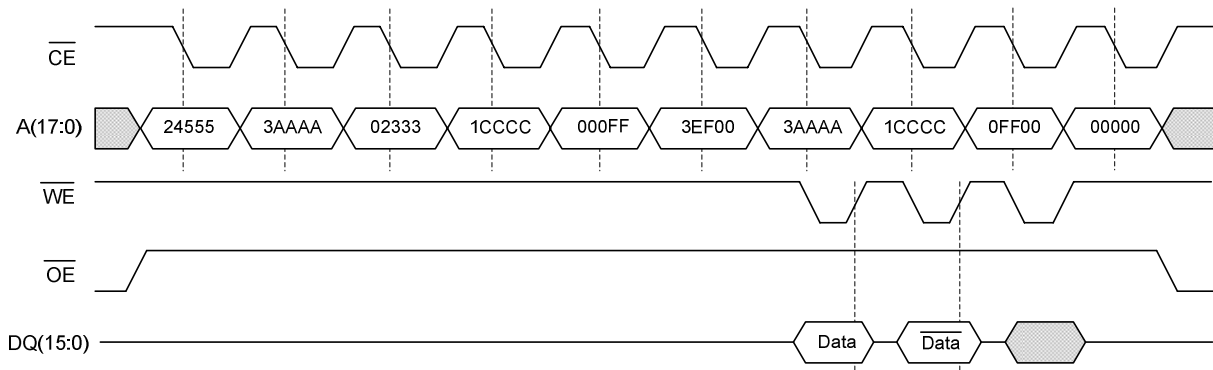 CE
A(17:0) 24555 3AAAA 02333 1CCCC 000FF 3EF00 3AAAA 1CCCC 0FF00 00000
WE
OE
DQ(15:0) Data Data